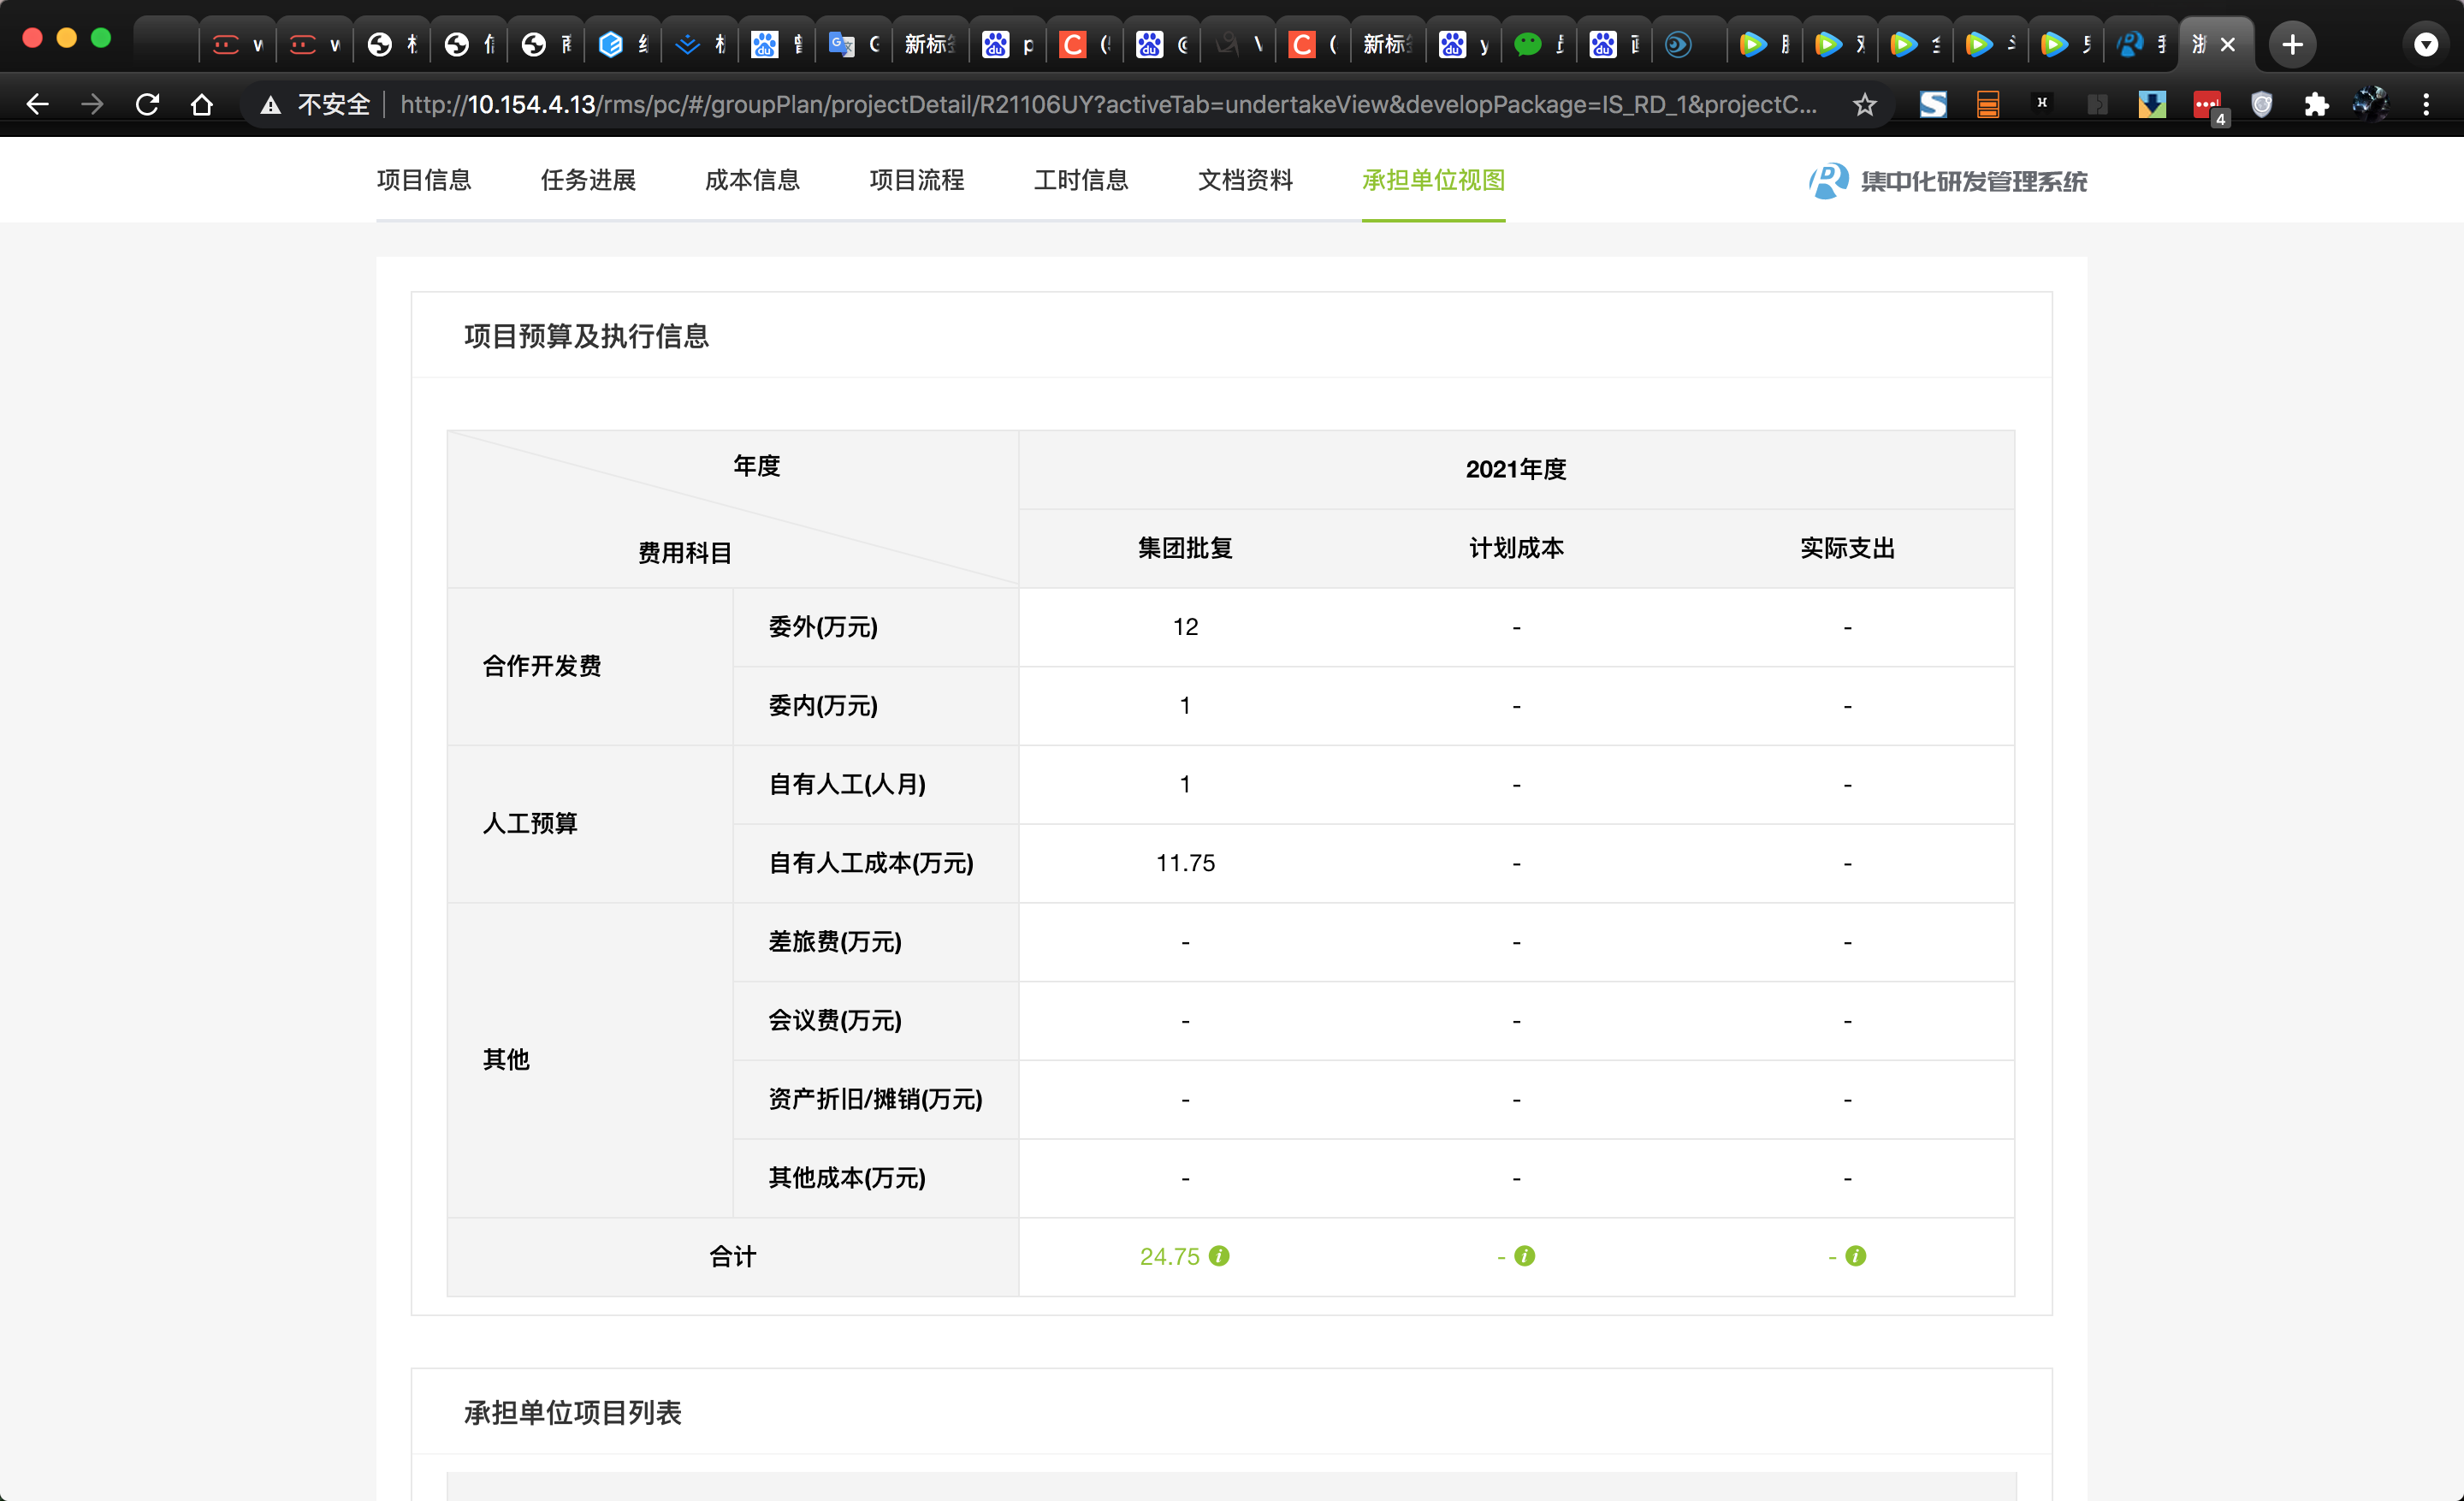 新标
新标
不安全
http://10.154.4.13/rms/pc/#/groupPlan/projectDetail/R21106UY?activeTab=undertakeView&developPackage=IS_RD_1&projectC...
4
项目信息 任务进展 成本信息 项目流程 工时信息 文档资料 承担单位视图 集中化研发管理系统
项目预算及执行信息
年度 2021年度
费用科目 集团批复 计划成本 实际支出
合作开发费
委外(万元) 12 - -
委内(万元) 1 - -
人工预算
自有人工(人月) 1 - -
自有人工成本(万元) 11.75 - -
其他
差旅费(万元) - - -
会议费(万元) - - -
资产折旧/摊销(万元) - - -
其他成本(万元) - - -
合计 24.75 - -
承担单位项目列表